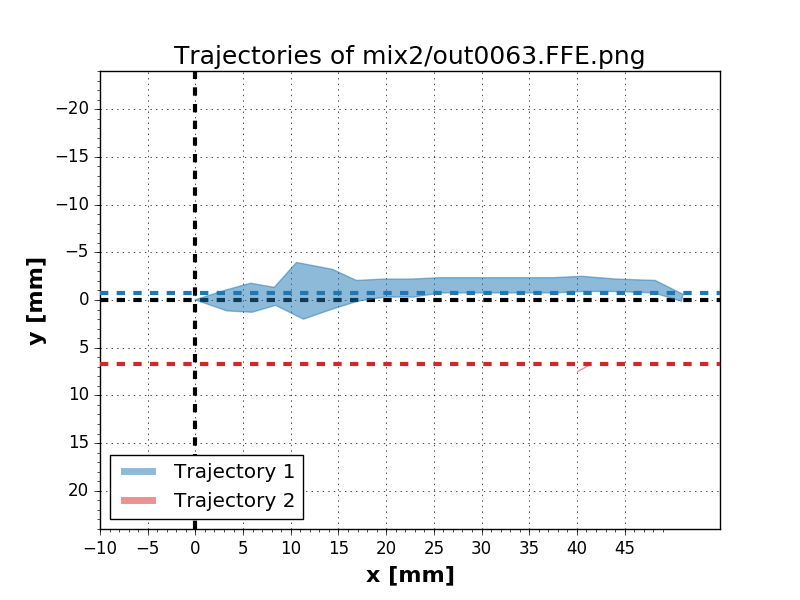 Trajectories of mix2/out0063.FFE.png
−20
−15
−10
−5
0
5
10
15
20
y [mm]
Trajectory 1
Trajectory 2
−10 −5 0 5 10 15 20 25 30 35 40 45
x [mm]